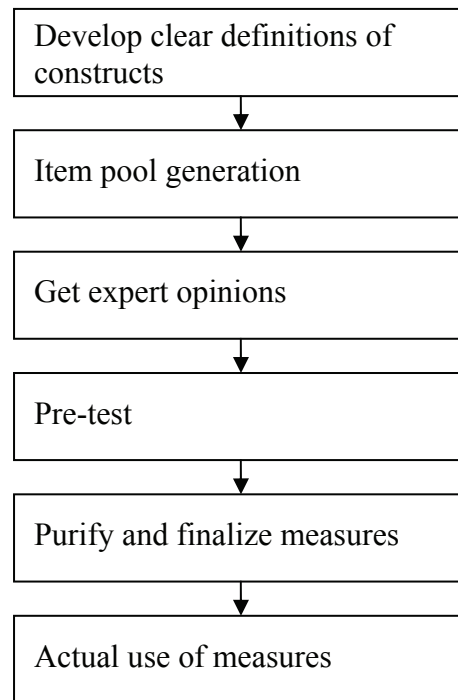 Develop clear definitions of
constructs
Item pool generation
Get expert opinions
Pre-test
Purify and finalize measures
Actual use of measures